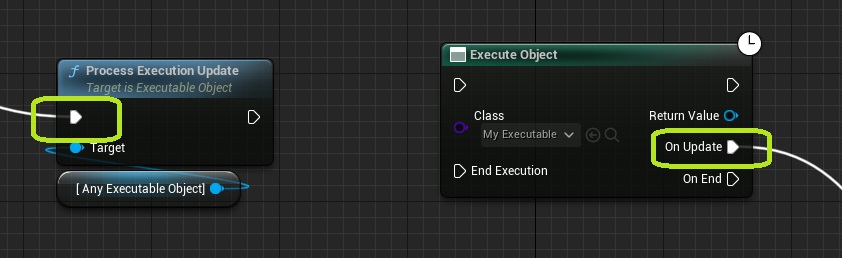 Process Execution Update
Target is Executable Object
Target
[ Any Executable Object]
Execute Object
Class
My Executable
Return Value
On Update
End Execution
On End